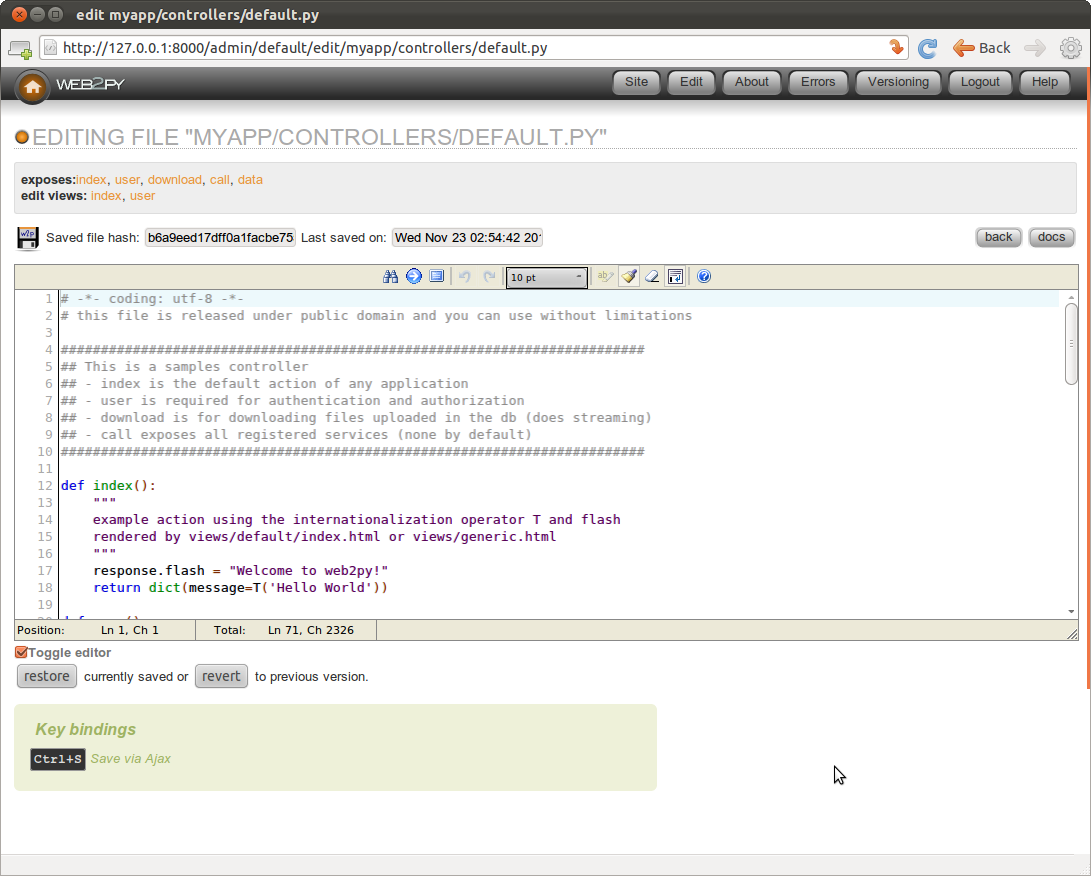 edit myapp/controllers/default.py
http://127.0.0.1:8000/admin/default/edit/myapp/controllers/default.py Back
WEB2PY Site Edit About Errors Versioning Logout Help
EDITING FILE "MYAPP/CONTROLLERS/DEFAULT.PY"
exposes:index, user, download, call, data
edit views: index, user
w2p Saved file hash: b6a9eed17dff0a1facbe75 Last saved on: Wed Nov 23 02:54:42 20 back docs
10 pt
1 # -*- coding: utf-8 -*-
2 # this file is released under public domain and you can use without limitations
3
4 #########################################################################
5 ## This is a samples controller
6 ## - index is the default action of any application
7 ## - user is required for authentication and authorization
8 ## - download is for downloading files uploaded in the db (does streaming)
9 ## - call exposes all registered services (none by default)
10 #########################################################################
11
12 def index():
13 """
14 example action using the internationalization operator T and flash
15 rendered by views/default/index.html or views/generic.html
16 """
17 response.flash = "Welcome to web2py!"
18 return dict(message=T('Hello World'))
19
Position: Ln 1, Ch 1 Total: Ln 71, Ch 2326
Toggle editor
restore currently saved or revert to previous version.
Key bindings
Ctrl+S Save via Ajax